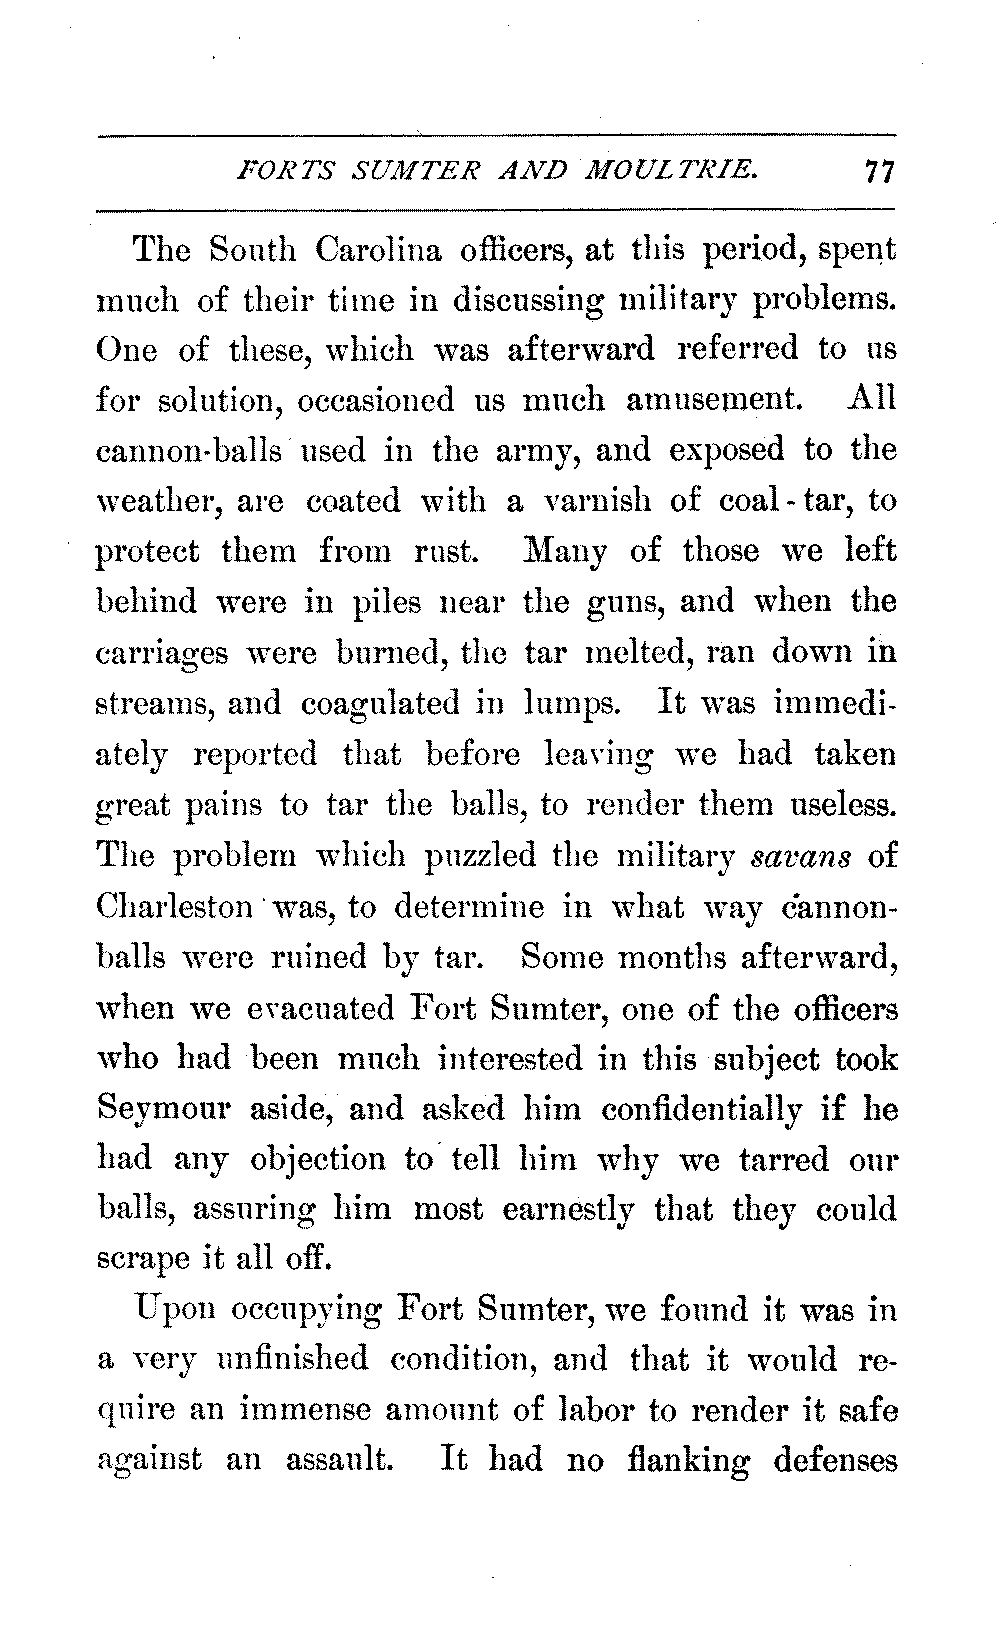 FORTS SUMTER AND MOULTRIE. 77
The South Carolina officers, at this period, spent
much of their time in discussing military problems.
One of these, which was afterward referred to us
for solution, occasioned us much amusement. All
cannon-balls used in the army, and exposed to the
weather, are coated with a varnish of coal-tar, to
protect them from rust. Many of those we left
behind were in piles near the guns, and when the
carriages were burned, the tar melted, ran down in
streams, and coagulated in lumps. It was immedi-
ately reported that before leaving we had taken
great pains to tar the balls, to render them useless.
The problem which puzzled the military savans of
Charleston was, to determine in what way cannon-
balls were ruined by tar. Some months afterward,
when we evacuated Fort Sumter, one of the officers
who had been much interested in this subject took
Seymour aside, and asked him confidentially if he
had any objection to tell him why we tarred our
balls, assuring him most earnestly that they could
scrape it all off.
Upon occupying Fort Sumter, we found it was in
a very unfinished condition, and that it would re-
quire an immense amount of labor to render it safe
against an assault. It had no flanking defenses